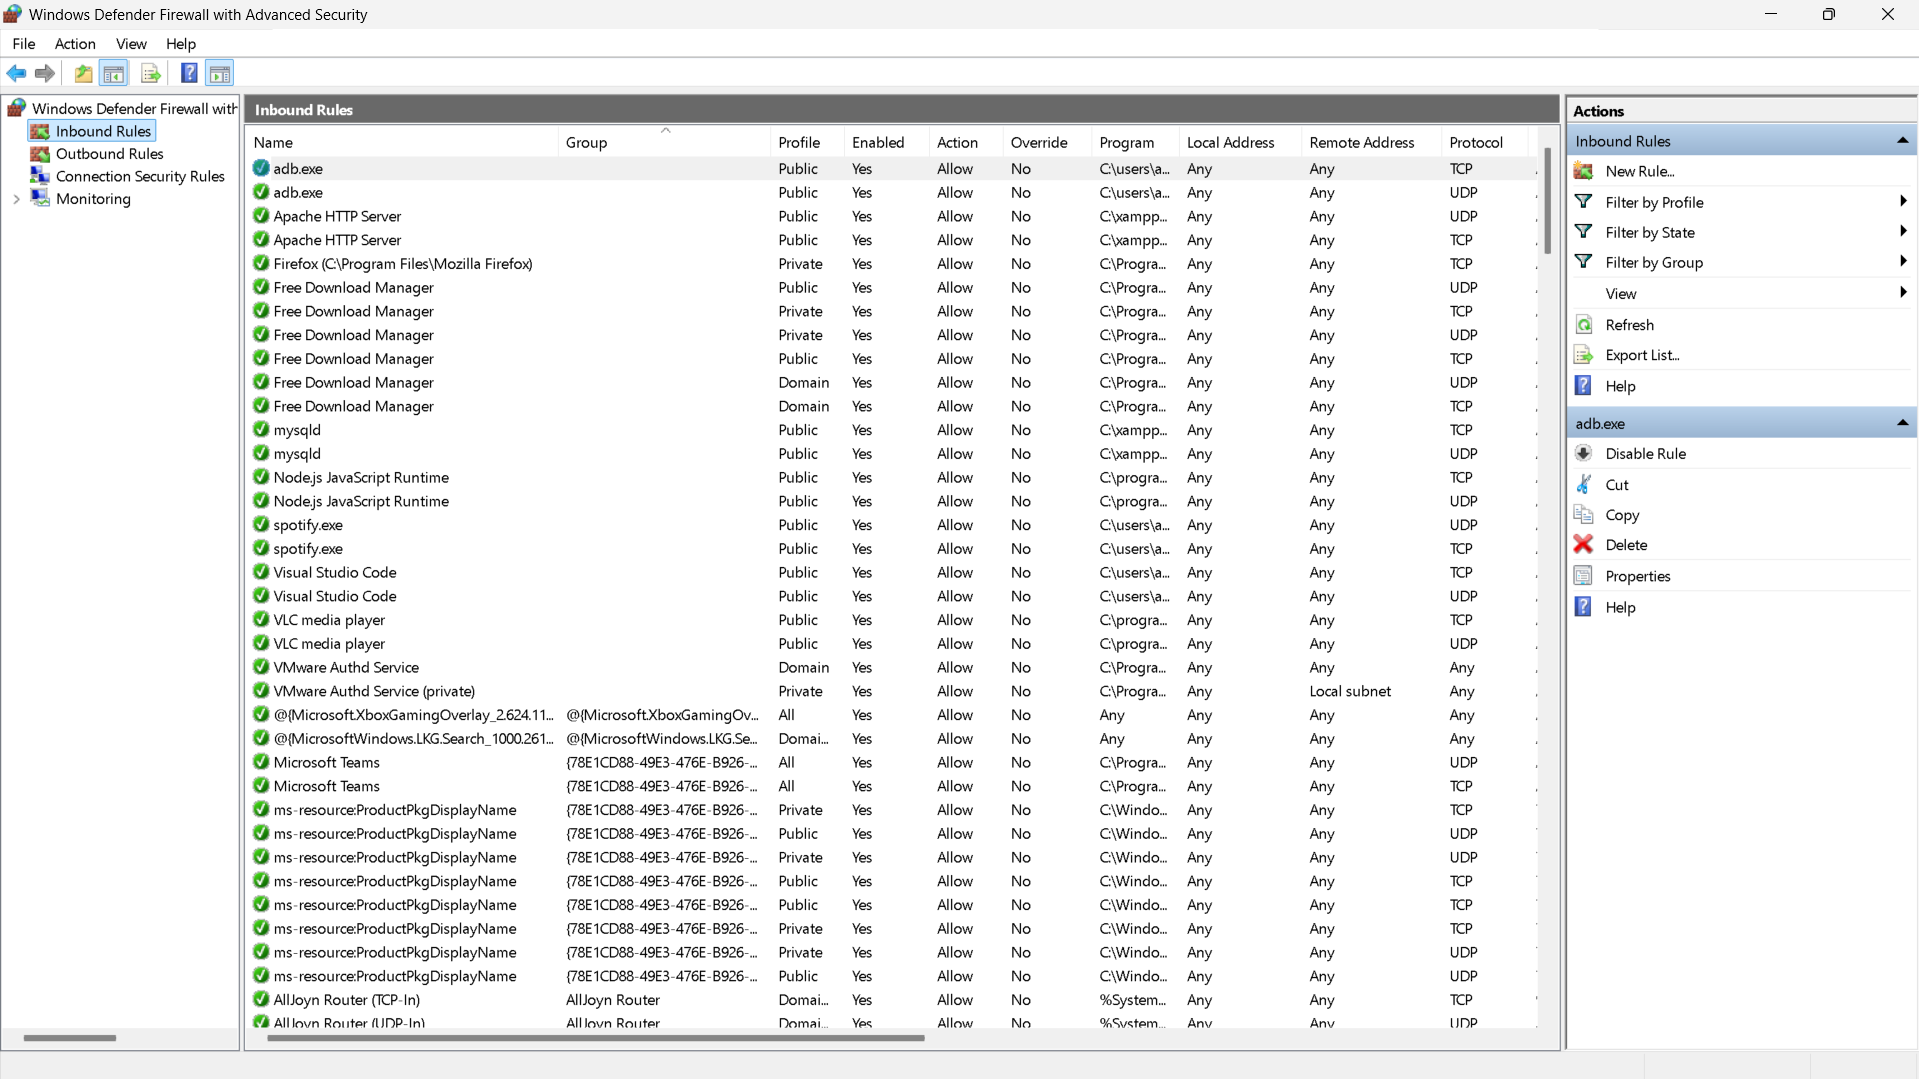 Windows Defender Firewall with Advanced Security
File Action View Help
Windows Defender Firewall with
Inbound Rules
Outbound Rules
Connection Security Rules
Monitoring
Inbound Rules
Name Group Profile Enabled Action Override Program Local Address Remote Address Protocol
adb.exe Public Yes Allow No C:\users\a... Any Any TCP
adb.exe Public Yes Allow No C:\users\a... Any Any UDP
Apache HTTP Server Public Yes Allow No C:\xampp... Any Any UDP
Apache HTTP Server Public Yes Allow No C:\xampp... Any Any TCP
Firefox (C:\Program Files\Mozilla Firefox) Private Yes Allow No C:\Progra... Any Any TCP
Free Download Manager Public Yes Allow No C:\Progra... Any Any UDP
Free Download Manager Private Yes Allow No C:\Progra... Any Any TCP
Free Download Manager Private Yes Allow No C:\Progra... Any Any UDP
Free Download Manager Public Yes Allow No C:\Progra... Any Any TCP
Free Download Manager Domain Yes Allow No C:\Progra... Any Any UDP
Free Download Manager Domain Yes Allow No C:\Progra... Any Any TCP
mysqld Public Yes Allow No C:\xampp... Any Any TCP
mysqld Public Yes Allow No C:\xampp... Any Any UDP
Node.js JavaScript Runtime Public Yes Allow No C:\progra... Any Any TCP
Node.js JavaScript Runtime Public Yes Allow No C:\progra... Any Any UDP
spotify.exe Public Yes Allow No C:\users\a... Any Any UDP
spotify.exe Public Yes Allow No C:\users\a... Any Any TCP
Visual Studio Code Public Yes Allow No C:\users\a... Any Any TCP
Visual Studio Code Public Yes Allow No C:\users\a... Any Any UDP
VLC media player Public Yes Allow No C:\progra... Any Any TCP
VLC media player Public Yes Allow No C:\progra... Any Any UDP
VMware Authd Service Domain Yes Allow No C:\Progra... Any Any Any
VMware Authd Service (private) Private Yes Allow No C:\Progra... Any Local subnet Any
@{Microsoft.XboxGamingOverlay_2.624.11... @{Microsoft.XboxGamingOv... All Yes Allow No Any Any Any Any
@{MicrosoftWindows.LKG.Search_1000.261... @{MicrosoftWindows.LKG.Se... Domai... Yes Allow No Any Any Any Any
Microsoft Teams {78E1CD88-49E3-476E-B926-... All Yes Allow No C:\Progra... Any Any UDP
Microsoft Teams {78E1CD88-49E3-476E-B926-... All Yes Allow No C:\Progra... Any Any TCP
ms-resource:ProductPkgDisplayName {78E1CD88-49E3-476E-B926-... Private Yes Allow No C:\Windo... Any Any TCP
ms-resource:ProductPkgDisplayName {78E1CD88-49E3-476E-B926-... Public Yes Allow No C:\Windo... Any Any UDP
ms-resource:ProductPkgDisplayName {78E1CD88-49E3-476E-B926-... Private Yes Allow No C:\Windo... Any Any UDP
ms-resource:ProductPkgDisplayName {78E1CD88-49E3-476E-B926-... Public Yes Allow No C:\Windo... Any Any TCP
ms-resource:ProductPkgDisplayName {78E1CD88-49E3-476E-B926-... Public Yes Allow No C:\Windo... Any Any TCP
ms-resource:ProductPkgDisplayName {78E1CD88-49E3-476E-B926-... Private Yes Allow No C:\Windo... Any Any TCP
ms-resource:ProductPkgDisplayName {78E1CD88-49E3-476E-B926-... Private Yes Allow No C:\Windo... Any Any UDP
ms-resource:ProductPkgDisplayName {78E1CD88-49E3-476E-B926-... Public Yes Allow No C:\Windo... Any Any UDP
AllJoyn Router (TCP-In) AllJoyn Router Domai... Yes Allow No %System... Any Any TCP
AllJoyn Router (UDP-In) AllJoyn Router Domai... Yes Allow No %System... Any Any UDP
Actions
Inbound Rules
New Rule...
Filter by Profile
Filter by State
Filter by Group
View
Refresh
Export List...
Help
adb.exe
Disable Rule
Cut
Copy
Delete
Properties
Help